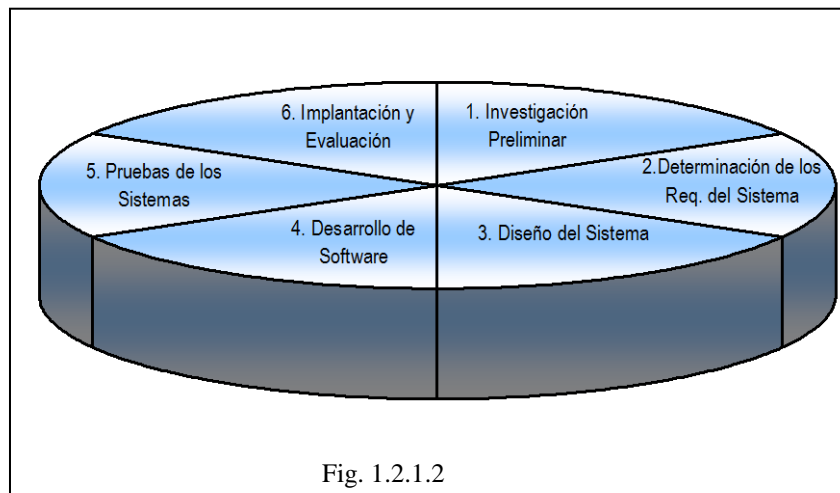 1. Investigación
Preliminar
2.Determinación de los
Req. del Sistema
3. Diseño del Sistema
4. Desarrollo de
Software
5. Pruebas de los
Sistemas
6. Implantación y
Evaluación
Fig. 1.2.1.2